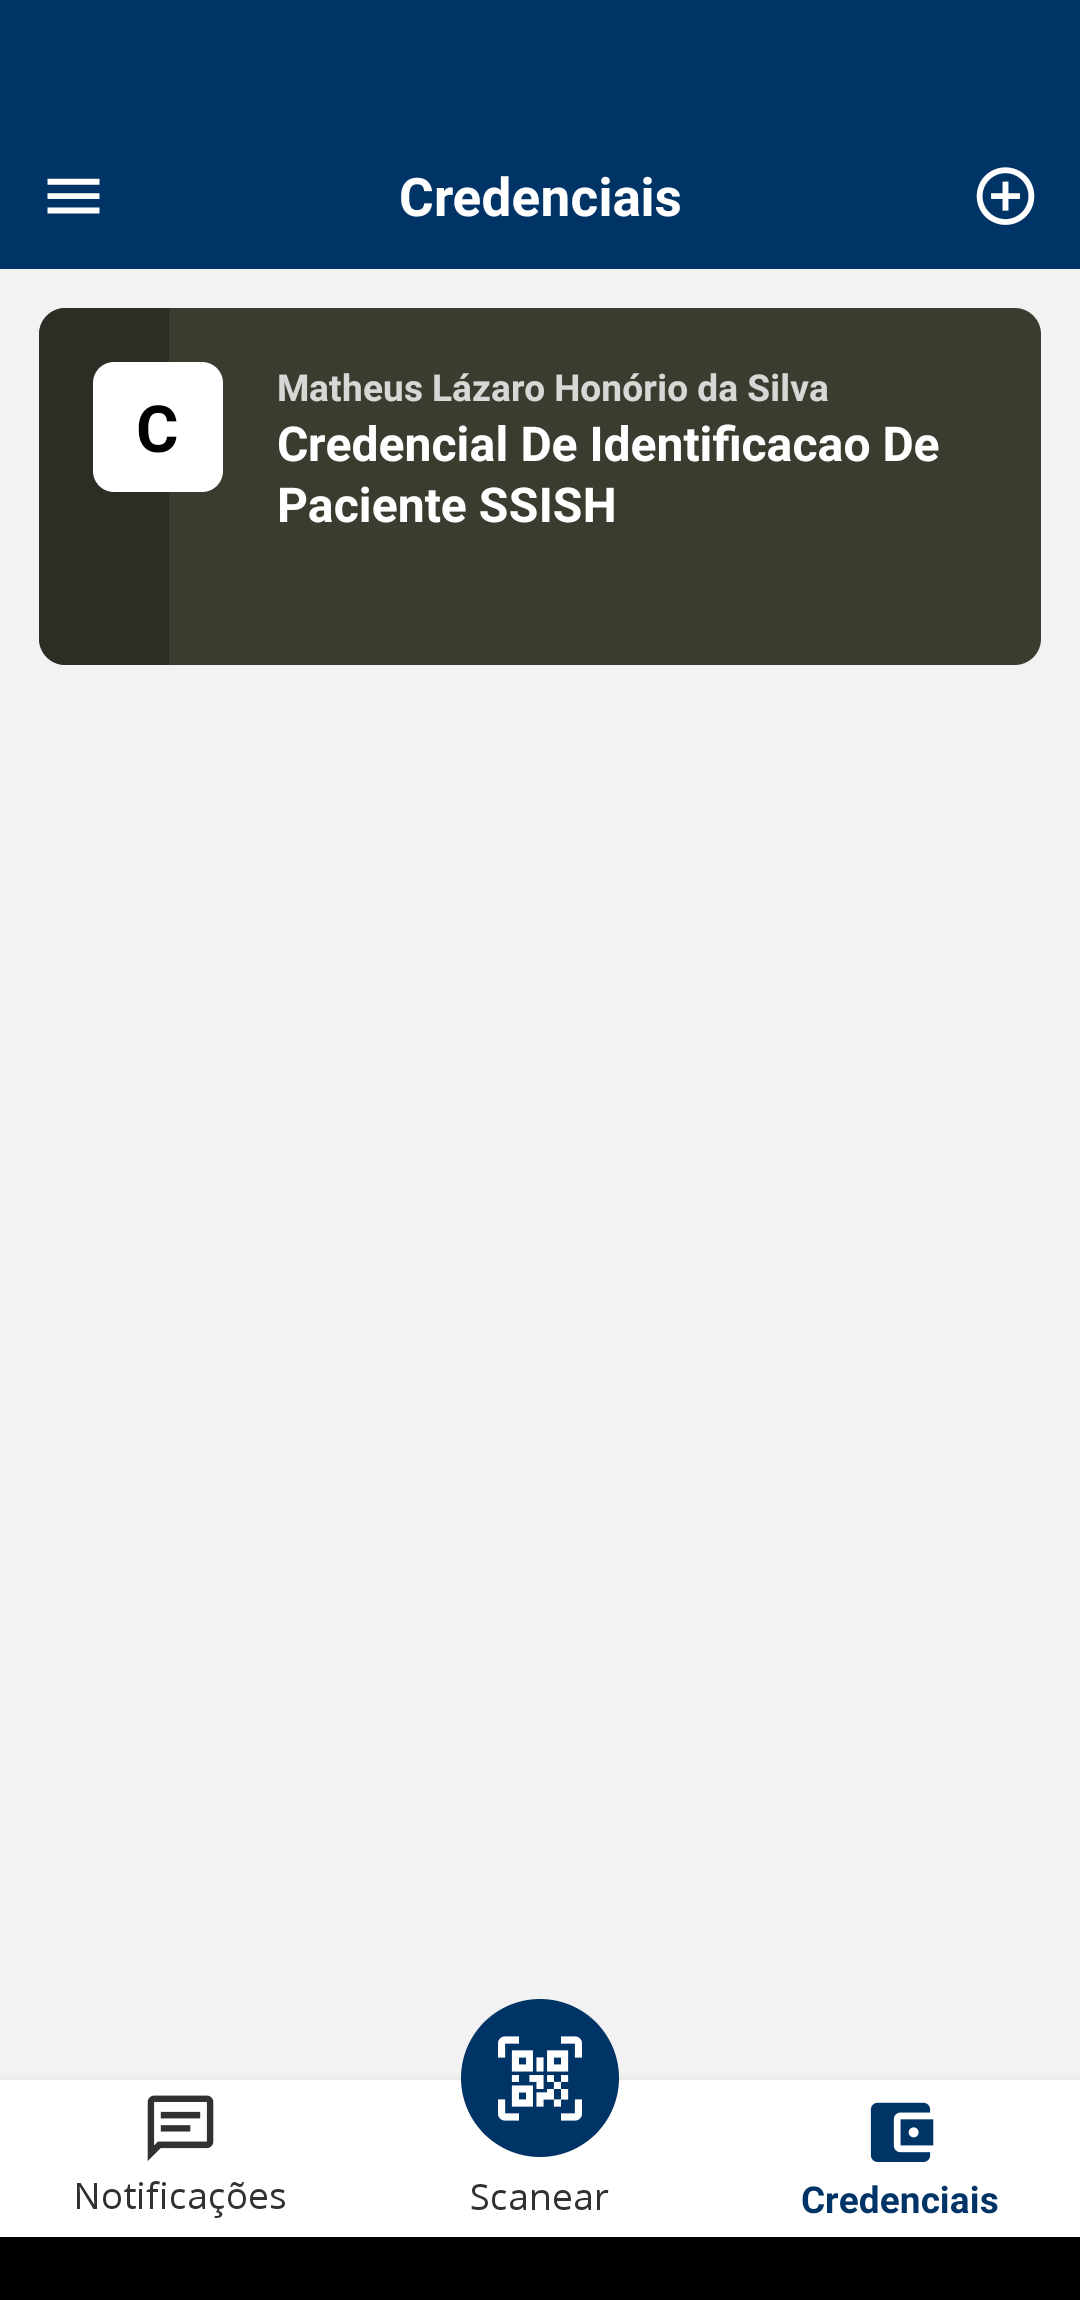 Credenciais
C
Matheus Lázaro Honório da Silva
Credencial De Identificacao De
Paciente SSISH
Notificações
Scanear
Credenciais